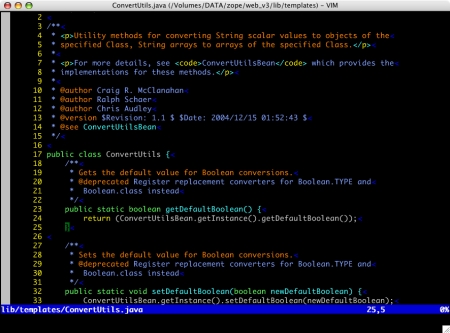 ConvertUtils.java (/Volumes/DATA/zope/web_v3/lib/templates) - VIM
2
3 /**
4 * <p>Utility methods for converting String scalar values to objects of the
5 * specified Class, String arrays to arrays of the specified Class.</p>
6 *
7 * <p>For more details, see <code>ConvertUtilsBean</code> which provides the
8 * implementations for these methods.</p>
9 *
10 * @author Craig R. McClanahan
11 * @author Ralph Schaer
12 * @author Chris Audley
13 * @version $Revision: 1.1 $ $Date: 2004/12/15 01:52:43 $
14 * @see ConvertUtilsBean
15 */
16
17 public class ConvertUtils {
18 /**
19 * Gets the default value for Boolean conversions.
20 * @deprecated Register replacement converters for Boolean.TYPE and
21 * Boolean.class instead
22 */
23 public static boolean getDefaultBoolean() {
24 return (ConvertUtilsBean.getInstance().getDefaultBoolean());
25 }
26
27 /**
28 * Sets the default value for Boolean conversions.
29 * @deprecated Register replacement converters for Boolean.TYPE and
30 * Boolean.class instead
31 */
32 public static void setDefaultBoolean(boolean newDefaultBoolean) {
33 ConvertUtilsBean.getInstance().setDefaultBoolean(newDefaultBoolean);
lib/templates/ConvertUtils.java 25,5 0%